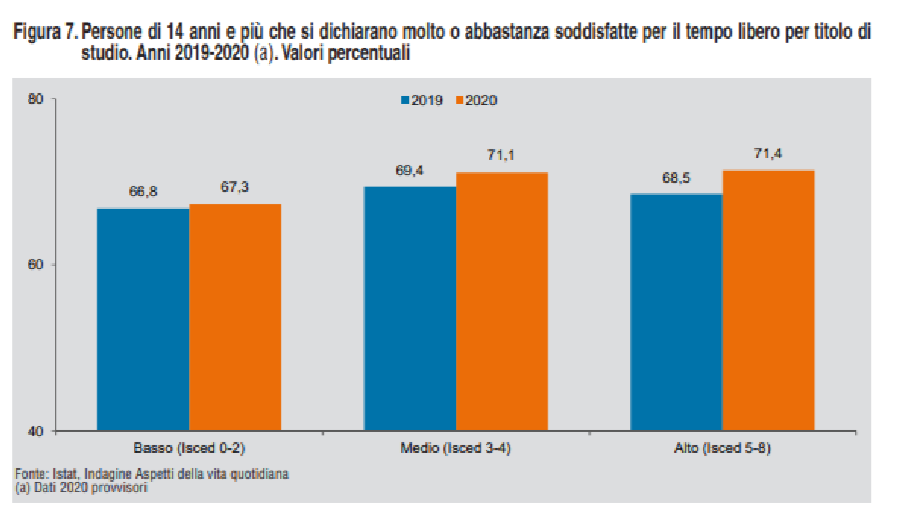 Figura 7. Persone di 14 anni e più che si dichiarano molto o abbastanza soddisfatte per il tempo libero per titolo di
studio. Anni 2019-2020 (a). Valori percentuali
80
2019 2020
71,1
71,4
69,4
68,5
66,8
67,3
60
40
Basso (Isced 0-2) Medio (Isced 3-4) Alto (Isced 5-8)
Fonte: Istat, Indagine Aspetti della vita quotidiana
(a) Dati 2020 provvisori